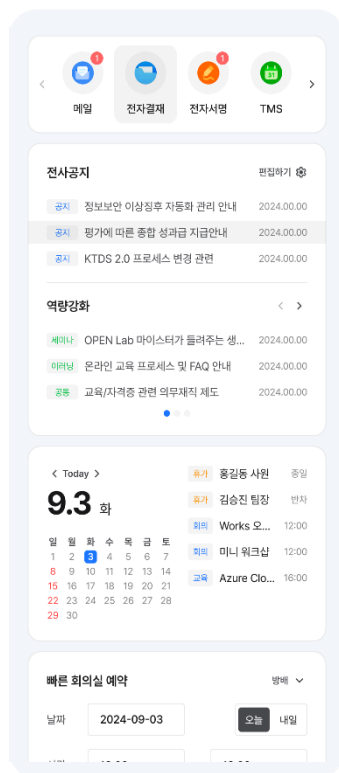 1
1
31
메일
전자결재
전자서명
TMS
전사공지
편집하기
공지 정보보안 이상징후 자동화 관리 안내 2024.00.00
공지 평가에 따른 종합 성과급 지급안내 2024.00.00
공지 KTDS 2.0 프로세스 변경 관련 2024.00.00
역량강화
세미나 OPEN Lab 마이스터가 들려주는 생... 2024.00.00
이러닝 온라인 교육 프로세스 및 FAQ 안내 2024.00.00
공통 교육/자격증 관련 의무재직 제도 2024.00.00
Today
9.3 화
일 월 화 수 목 금 토
1 2 3 4 5 6 7
8 9 10 11 12 13 14
15 16 17 18 19 20 21
22 23 24 25 26 27 28
29 30
휴가 홍길동 사원 종일
휴가 김승진 팀장 반차
회의 Works 오... 12:00
회의 미니 워크샵 12:00
교육 Azure Clo... 16:00
빠른 회의실 예약
방배
날짜 2024-09-03 오늘 내일